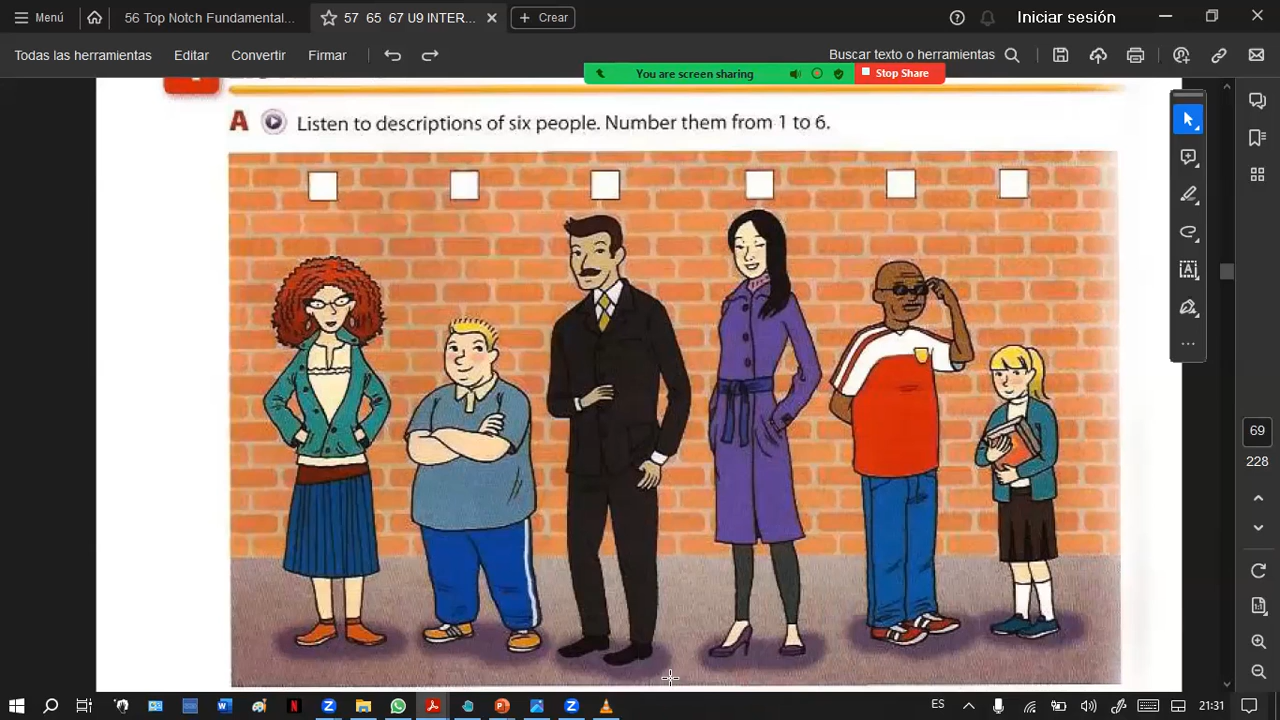 Menú
56 Top Notch Fundamental...
57 65 67 U9 INTER...
Crear
Iniciar sesión
Todas las herramientas
Editar
Convertir
Firmar
Buscar texto o herramientas
You are screen sharing
Stop Share
A Listen to descriptions of six people. Number them from 1 to 6.
69
228
ES
21:31